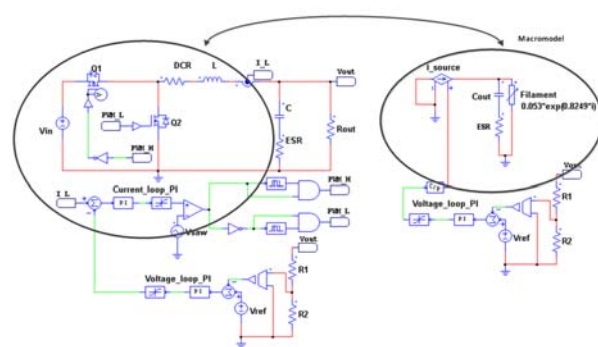 Macromodel
Q1
DCR
L
I_L
Vout
I_source
Vin
PWM_L
Q2
C
ESR
Rout
PWM_H
Cout
Filament
0.053*exp(0.8249*i)
ESR
I_L
Current_loop_PI
PI
PWM_H
Vsaw
PWM_L
Voltage_loop_PI
PI
Vout
R1
R2
Vref
Vout
Voltage_loop_PI
PI
R1
R2
Vref